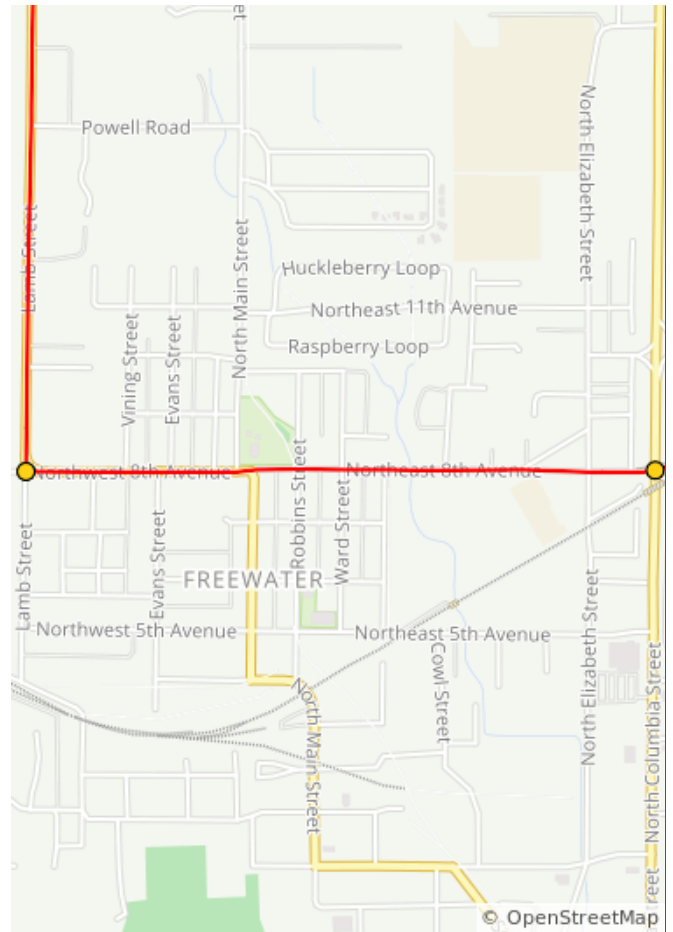 Powell Road
North Elizabeth Street
Lamb Street
North Main Street
Huckleberry Loop
Northeast 11th Avenue
Vining Street
Evans Street
Raspberry Loop
Northwest 8th Avenue
Northeast 8th Avenue
Robbins Street
Ward Street
Lamb Street
Evans Street
FREEWATER
Northwest 5th Avenue
Northeast 5th Avenue
North Elizabeth Street
Cowl Street
North Columbia Street
North Main Street
© OpenStreetMap